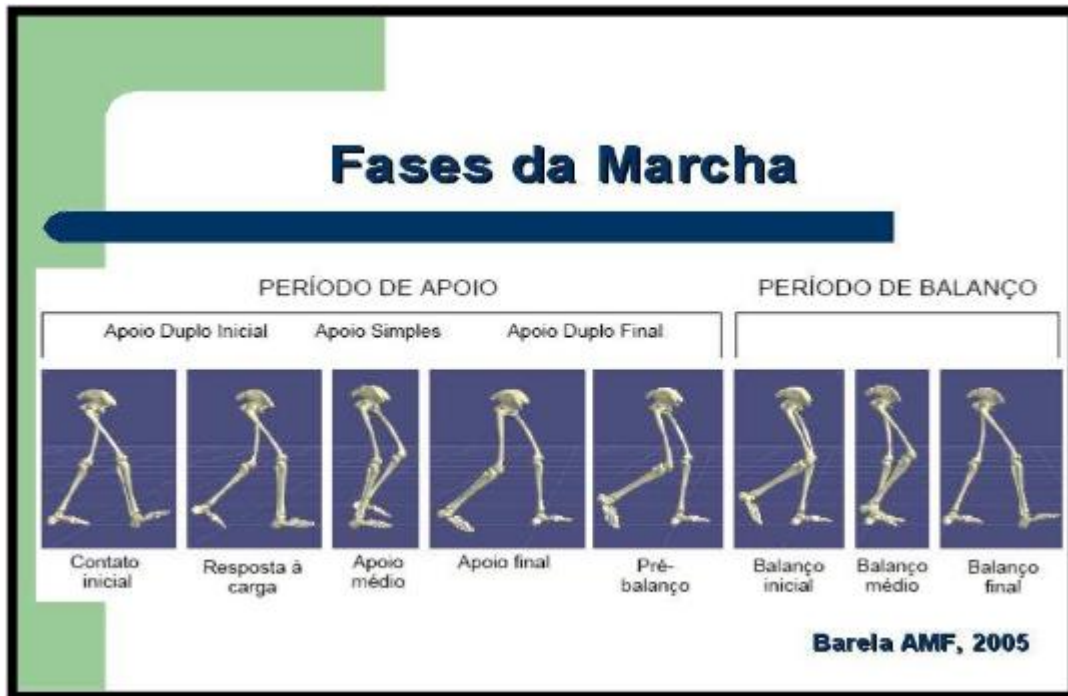 Fases da Marcha
PERÍODO DE APOIO
PERÍODO DE BALANÇO
Apoio Duplo Inicial
Apoio Simples
Apoio Duplo Final
Contato
inicial
Resposta à
carga
Apoio
médio
Apoio final
Pré-
balanço
Balanço
inicial
Balanço
médio
Balanço
final
Barela AMF, 2005